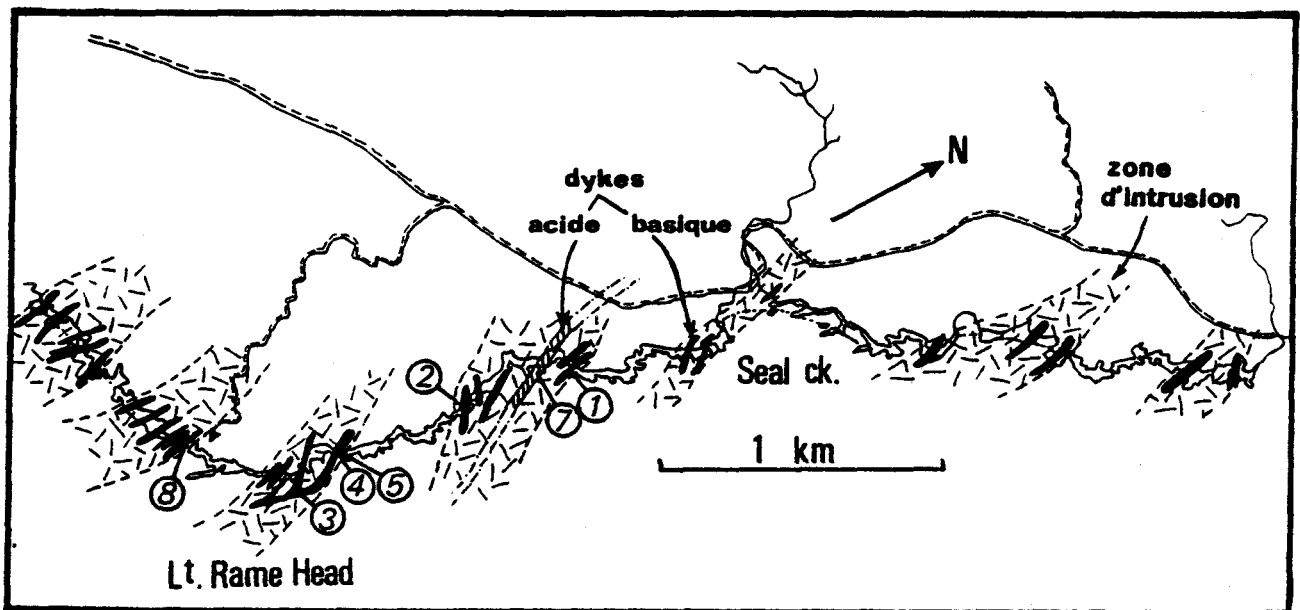 N
dykes
acide basique
zone
d'intrusion
2
7 1
Seal ck.
1 km
8
4 5
3
Lt. Rame Head